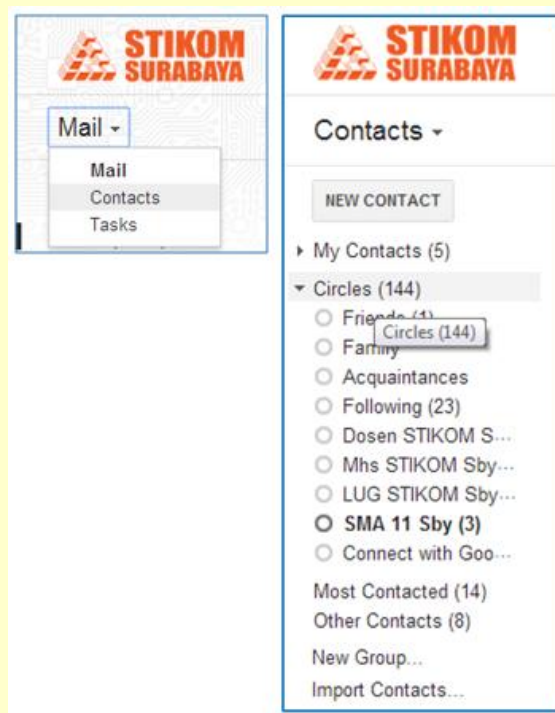 STIKOM
SURABAYA
Mail
Mail
Contacts
Tasks
STIKOM
SURABAYA
Contacts
NEW CONTACT
My Contacts (5)
Circles (144)
Friends (1)
Circles (144)
Family
Acquaintances
Following (23)
Dosen STIKOM S...
Mhs STIKOM Sby...
LUG STIKOM Sby...
SMA 11 Sby (3)
Connect with Goo...
Most Contacted (14)
Other Contacts (8)
New Group...
Import Contacts...